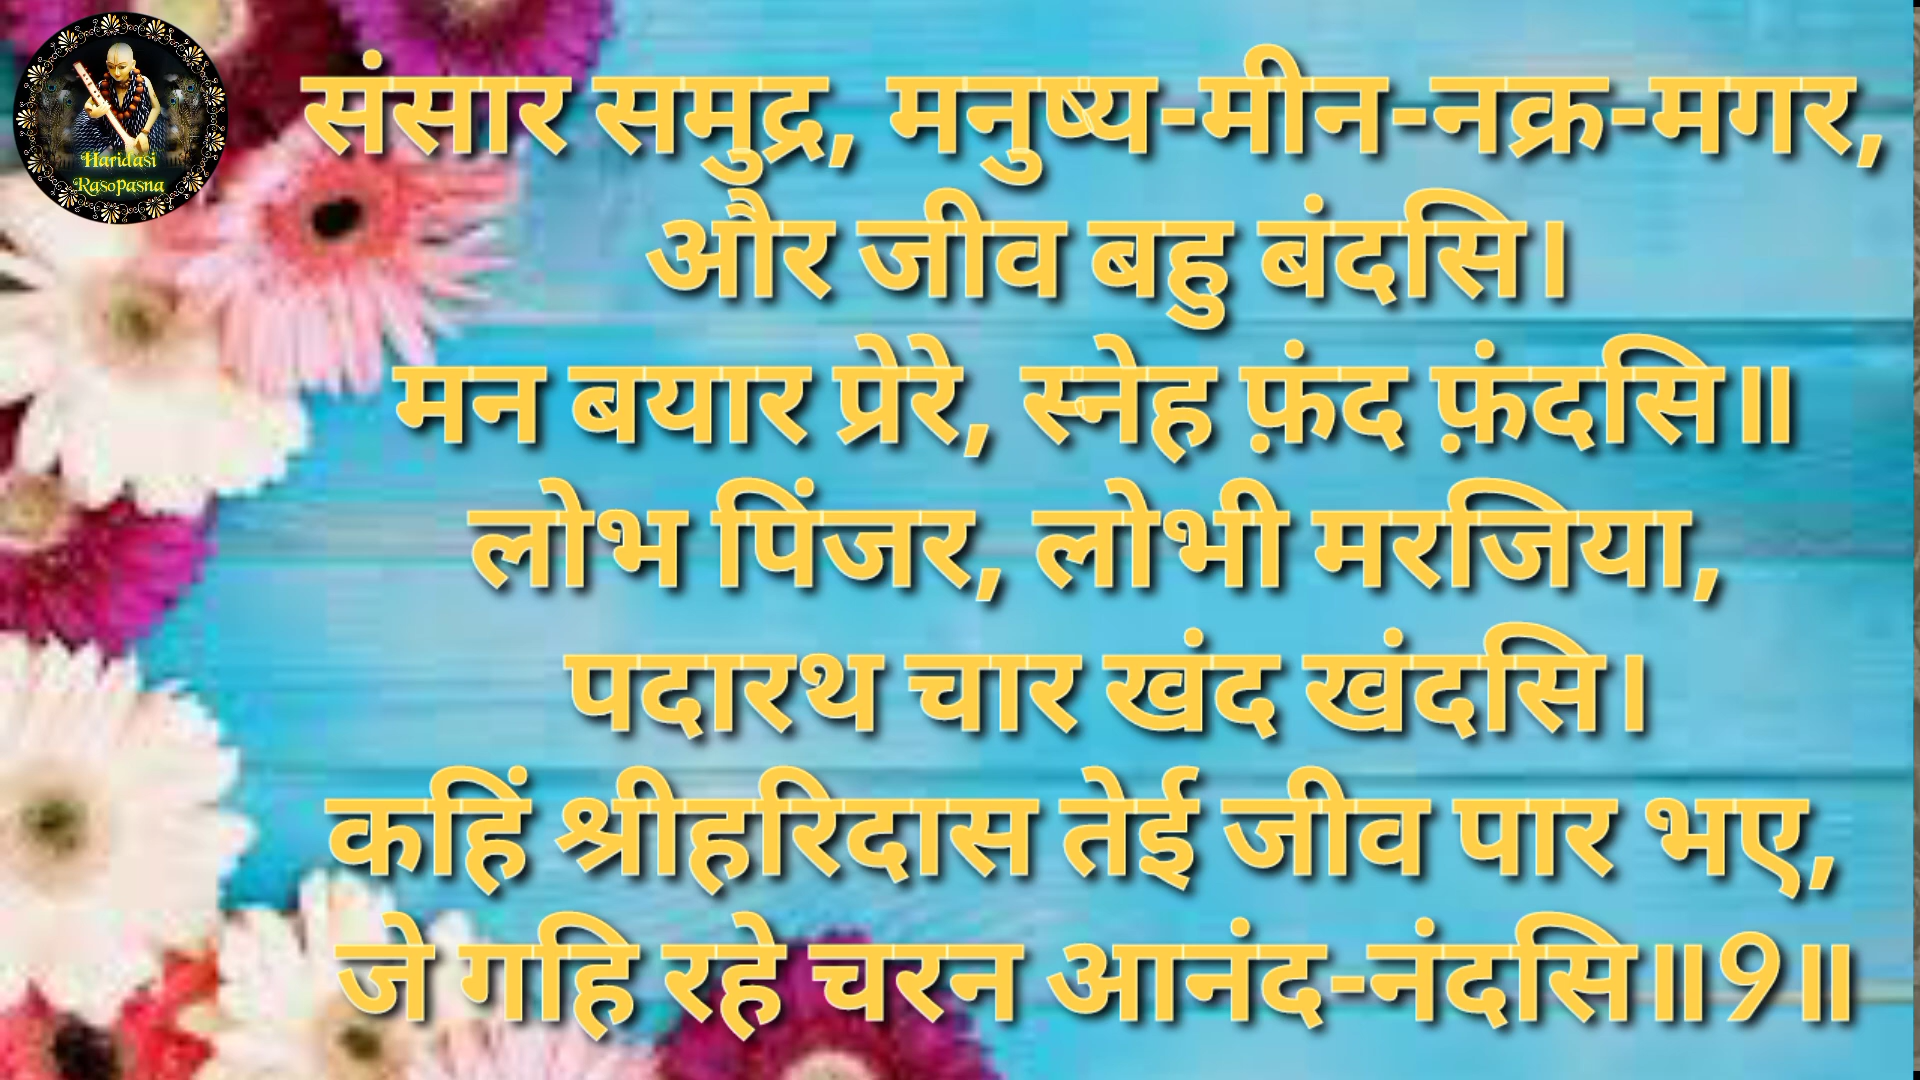 Haridasi
Rasopasna
संसार समुद्र, मनुष्य-मीन-नक्र-मगर,
और जीव बहु बंदसि।
मन बयार प्रेरे, स्नेह फ़ंद फ़ंदसि॥
लोभ पिंजर, लोभी मरजिया,
पदारथ चार खंद खंदसि।
कहिं श्रीहरिदास तेई जीव पार भए,
जे गहि रहे चरन आनंद-नंदसि॥9॥